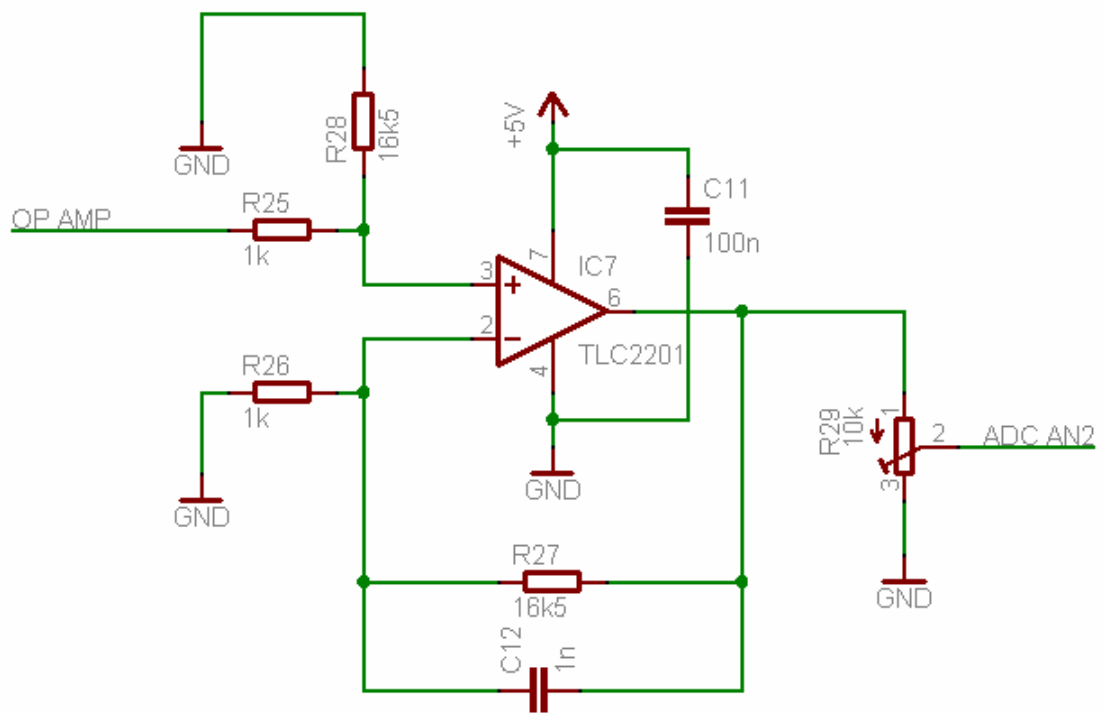 GND
R28
16k5
+5V
OP AMP
R25
1k
C11
100n
3
+
7
IC7
6
2
−
4
TLC2201
R26
1k
GND
GND
R29
10k
1
2
3
ADC AN2
GND
R27
16k5
C12
1n